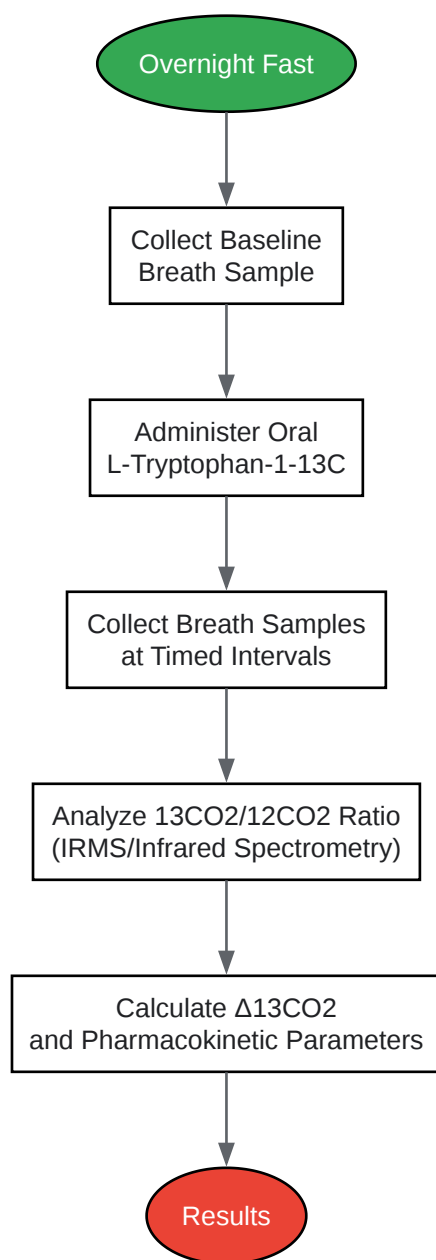 Overnight Fast
Collect Baseline
Breath Sample
Administer Oral
L-Tryptophan-1-13C
Collect Breath Samples
at Timed Intervals
Analyze 13CO2/12CO2 Ratio
(IRMS/Infrared Spectrometry)
Calculate Δ13CO2
and Pharmacokinetic Parameters
Results